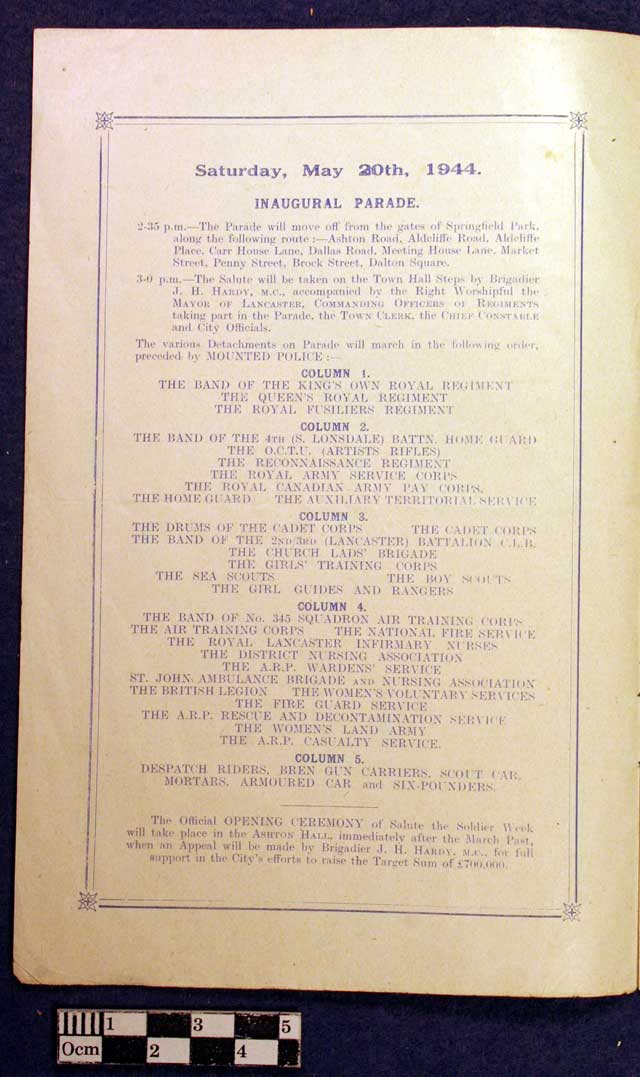 Saturday, May 20th, 1944.
INAUGURAL PARADE.
2-35 p.m.—The Parade will move off from the gates of Springfield Park,
along the following route :—Ashton Road, Aldcliffe Road, Aldcliffe
Place, Carr House Lane, Dallas Road, Meeting House Lane, Market
Street, Penny Street, Brock Street, Dalton Square.
3-0 p.m.—The Salute will be taken on the Town Hall Steps by Brigadier
J. H. HARDY, M.C., accompanied by the Right Worshipful the
MAYOR OF LANCASTER, COMMANDING OFFICERS OF REGIMENTS
taking part in the Parade, the TOWN CLERK, the CHIEF CONSTABLE
and City Officials.
The various Detachments on Parade will march in the following order,
preceded by MOUNTED POLICE :—
COLUMN 1.
THE BAND OF THE KING'S OWN ROYAL REGIMENT
THE QUEEN'S ROYAL REGIMENT
THE ROYAL FUSILIERS REGIMENT
COLUMN 2.
THE BAND OF THE 4TH (S. LONSDALE) BATTN. HOME GUARD
THE O.C.T.U. (ARTISTS RIFLES)
THE RECONNAISSANCE REGIMENT
THE ROYAL ARMY SERVICE CORPS
THE ROYAL CANADIAN ARMY PAY CORPS.
THE HOME GUARD THE AUXILIARY TERRITORIAL SERVICE
COLUMN 3.
THE DRUMS OF THE CADET CORPS THE CADET CORPS
THE BAND OF THE 2ND/3RD (LANCASTER) BATTALION C.L.B.
THE CHURCH LADS' BRIGADE
THE GIRLS' TRAINING CORPS
THE SEA SCOUTS THE BOY SCOUTS
THE GIRL GUIDES AND RANGERS
COLUMN 4.
THE BAND OF No. 345 SQUADRON AIR TRAINING CORPS
THE AIR TRAINING CORPS THE NATIONAL FIRE SERVICE
THE ROYAL LANCASTER INFIRMARY NURSES
THE DISTRICT NURSING ASSOCIATION
THE A.R.P. WARDENS' SERVICE
ST. JOHN AMBULANCE BRIGADE AND NURSING ASSOCIATION
THE BRITISH LEGION THE WOMEN'S VOLUNTARY SERVICES
THE FIRE GUARD SERVICE
THE A.R.P. RESCUE AND DECONTAMINATION SERVICE
THE WOMEN'S LAND ARMY
THE A.R.P. CASUALTY SERVICE.
COLUMN 5.
DESPATCH RIDERS, BREN GUN CARRIERS, SCOUT CAR,
MORTARS, ARMOURED CAR and SIX-POUNDERS.
The Official OPENING CEREMONY of Salute the Soldier Week
will take place in the ASHTON HALL, immediately after the March Past,
when an Appeal will be made by Brigadier J. H. HARDY, M.C., for full
support in the City's efforts to raise the Target Sum of £700,000.
1 3 5
0cm 2 4